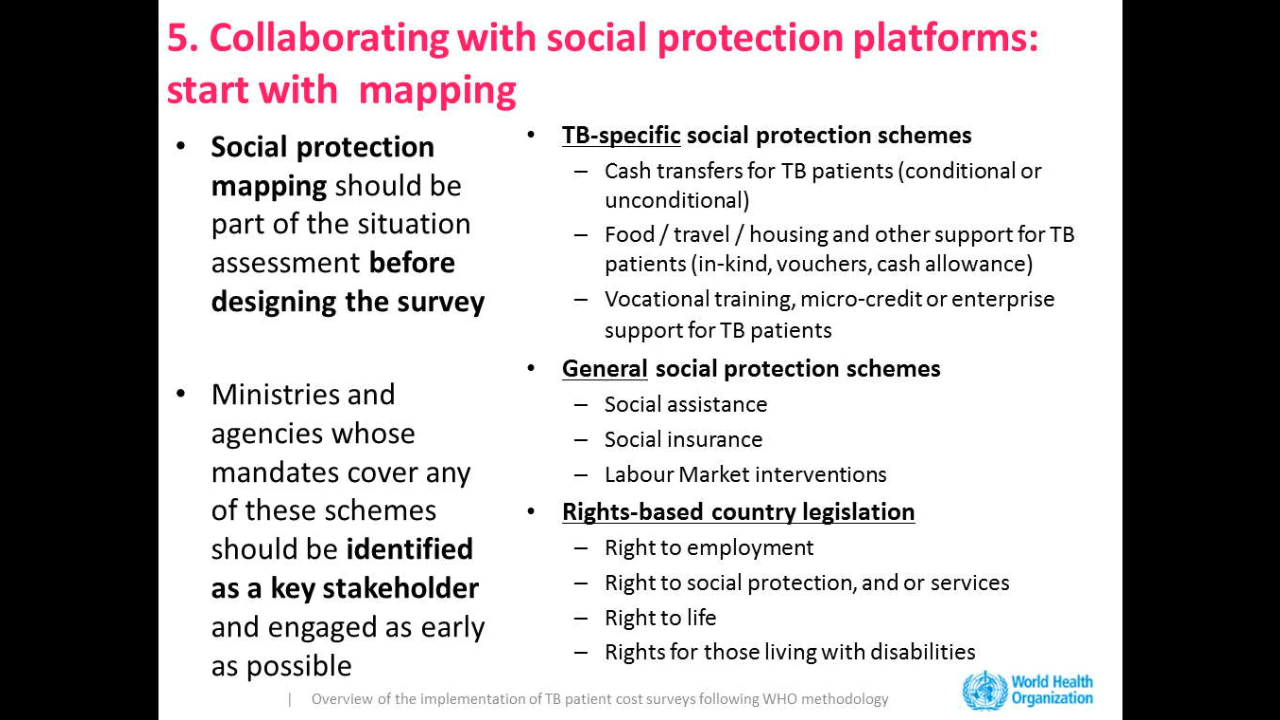 5. Collaborating with social protection platforms:
start with  mapping
• Social protection
mapping should be
part of the situation
assessment before
designing the survey
• Ministries and
agencies whose
mandates cover any
of these schemes
should be identified
as a key stakeholder
and engaged as early
as possible
• TB-specific social protection schemes
– Cash transfers for TB patients (conditional or
unconditional)
– Food / travel / housing and other support for TB
patients (in-kind, vouchers, cash allowance)
– Vocational training, micro-credit or enterprise
support for TB patients
• General social protection schemes
– Social assistance
– Social insurance
– Labour Market interventions
• Rights-based country legislation
– Right to employment
– Right to social protection, and or services
– Right to life
– Rights for those living with disabilities
| Overview of the implementation of TB patient cost surveys following WHO methodology
World Health
Organization